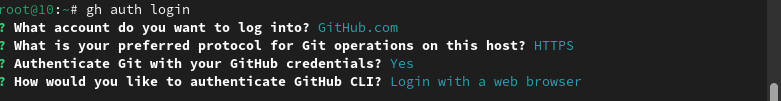 root@10:~# gh auth login
? What account do you want to log into? GitHub.com
? What is your preferred protocol for Git operations on this host? HTTPS
? Authenticate Git with your GitHub credentials? Yes
? How would you like to authenticate GitHub CLI? Login with a web browser